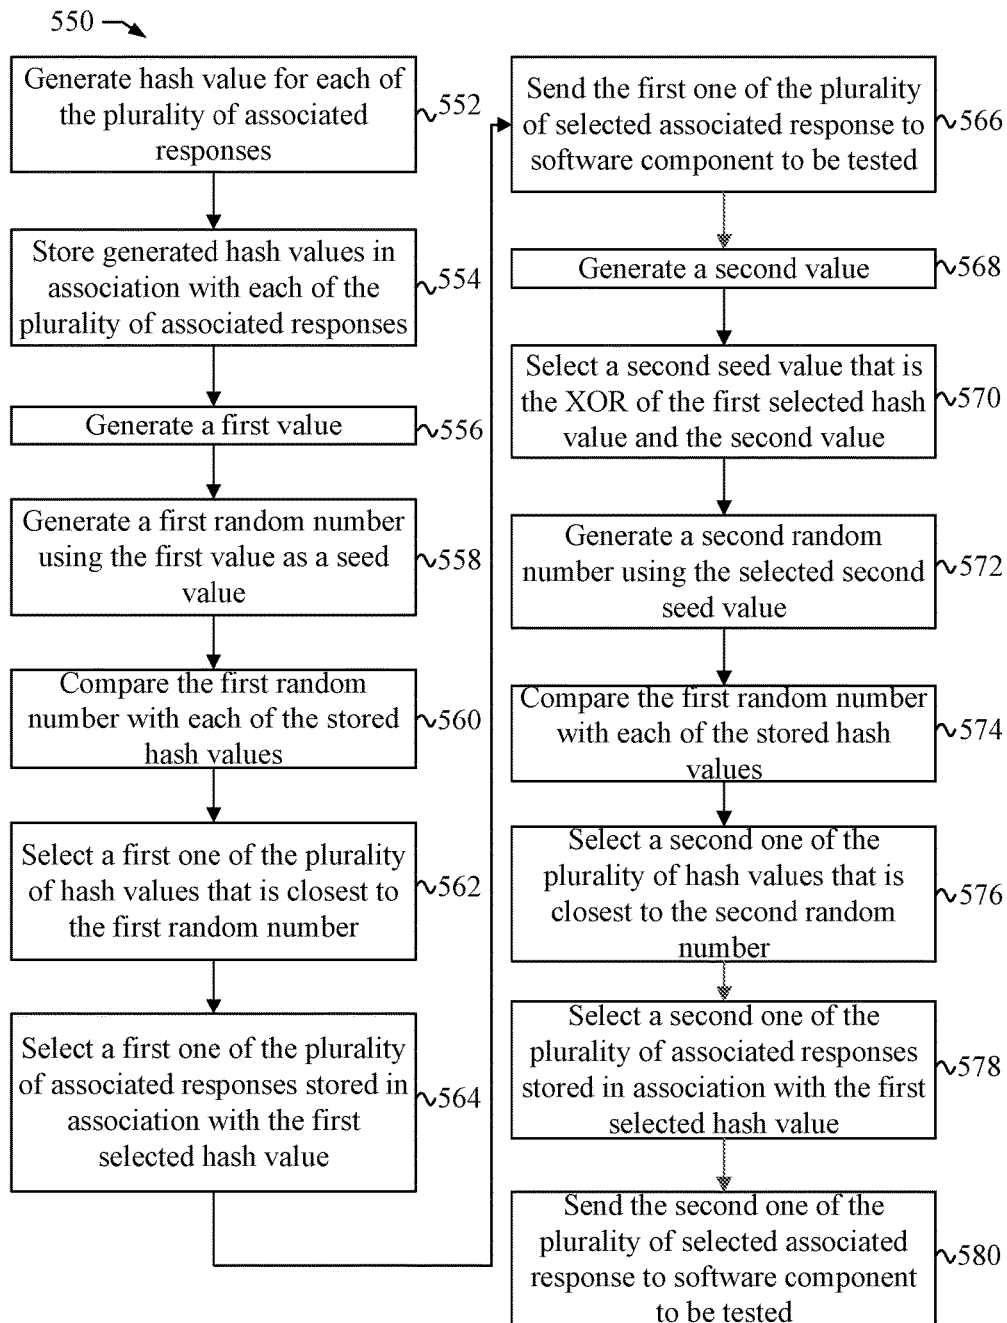 550
Generate hash value for each of
the plurality of associated
responses
552
Store generated hash values in
association with each of the
plurality of associated responses
554
Generate a first value
556
Generate a first random number
using the first value as a seed
value
558
Compare the first random
number with each of the stored
hash values
560
Select a first one of the plurality
of hash values that is closest to
the first random number
562
Select a first one of the plurality
of associated responses stored in
association with the first
selected hash value
564
Send the first one of the plurality
of selected associated response to
software component to be tested
566
Generate a second value
568
Select a second seed value that is
the XOR of the first selected hash
value and the second value
570
Generate a second random
number using the selected second
seed value
572
Compare the first random number
with each of the stored hash
values
574
Select a second one of the
plurality of hash values that is
closest to the second random
number
576
Select a second one of the
plurality of associated responses
stored in association with the first
selected hash value
578
Send the second one of the
plurality of selected associated
response to software component
to be tested
580